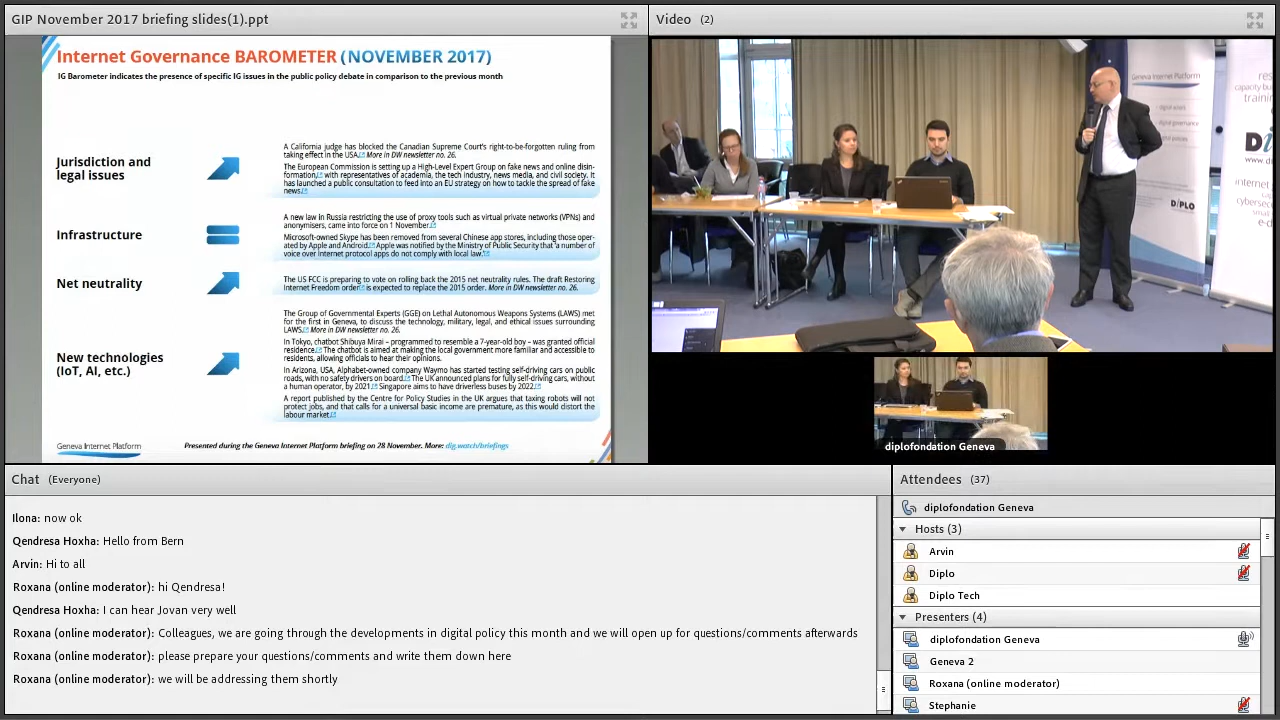 GIP November 2017 briefing slides(1).ppt
Internet Governance BAROMETER (NOVEMBER 2017)
IG Barometer indicates the presence of specific IG issues in the public policy debate in comparison to the previous month
Jurisdiction and
legal issues
A California judge has blocked the Canadian Supreme Court's right-to-be-forgotten ruling from
taking effect in the USA. More in DW newsletter no. 26.
The European Commission is setting up a High-Level Expert Group on fake news and online disin-
formation, with representatives of academia, the tech industry, news media, and civil society. It
has launched a public consultation to feed into an EU strategy on how to tackle the spread of fake
news.
Infrastructure
A new law in Russia restricting the use of proxy tools such as virtual private networks (VPNs) and
anonymisers, came into force on 1 November.
Microsoft-owned Skype has been removed from several Chinese app stores, including those oper-
ated by Apple and Android. Apple was notified by the Ministry of Public Security that 'a number of
voice over Internet protocol apps do not comply with local law.'
Net neutrality
The US FCC is preparing to vote on rolling back the 2015 net neutrality rules. The draft Restoring
Internet Freedom order is expected to replace the 2015 order. More in DW newsletter no. 26.
New technologies
(IoT, AI, etc.)
The Group of Governmental Experts (GGE) on Lethal Autonomous Weapons Systems (LAWS) met
for the first in Geneva, to discuss the technology, military, legal, and ethical issues surrounding
LAWS. More in DW newsletter no. 26.
In Tokyo, chatbot Shibuya Mirai – programmed to resemble a 7-year-old boy – was granted official
residence. The chatbot is aimed at making the local government more familiar and accessible to
residents, allowing officials to hear their opinions.
In Arizona, USA, Alphabet-owned company Waymo has started testing self-driving cars on public
roads, with no safety drivers on board. The UK announced plans for fully self-driving cars, without
a human operator, by 2021. Singapore aims to have driverless buses by 2022.
A report published by the Centre for Policy Studies in the UK argues that taxing robots will not
protect jobs, and that calls for a universal basic income are premature, as this would distort the
labour market.
Geneva Internet Platform
Presented during the Geneva Internet Platform briefing on 28 November. More: dig.watch/briefings
Video (2)
Geneva Internet Platform
digital policy
DiPLO
capacity bu
Di
internet
cybersec
diplofondation Geneva
Chat (Everyone)
Ilona: now ok
Qendresa Hoxha: Hello from Bern
Arvin: Hi to all
Roxana (online moderator): hi Qendresa!
Qendresa Hoxha: I can hear Jovan very well
Roxana (online moderator): Colleagues, we are going through the developments in digital policy this month and we will open up for questions/comments afterwards
Roxana (online moderator): please prepare your questions/comments and write them down here
Roxana (online moderator): we will be addressing them shortly
Attendees (37)
diplofondation Geneva
Hosts (3)
Arvin
Diplo
Diplo Tech
Presenters (4)
diplofondation Geneva
Geneva 2
Roxana (online moderator)
Stephanie